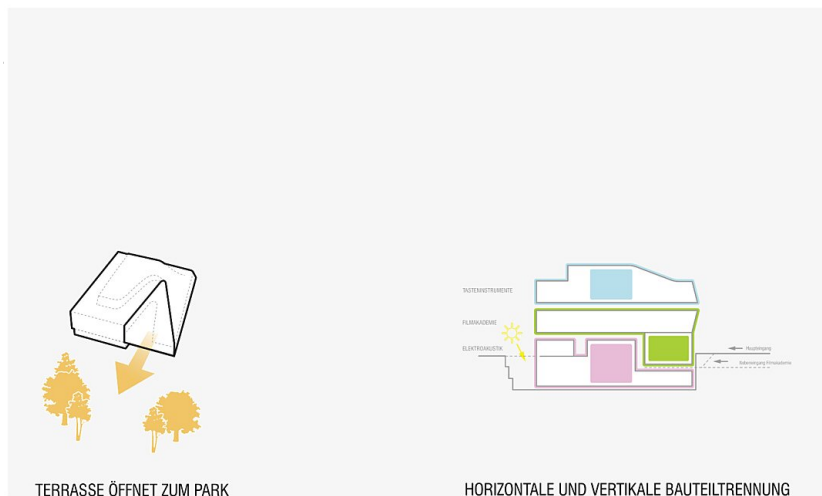 TASTENINSTRUMENTE
FILMAKADEMIE
ELEKTROAKUSTIK
Haupteingang
Nebeneingang Filmakademie
TERRASSE ÖFFNET ZUM PARK
HORIZONTALE UND VERTIKALE BAUTEILTRENNUNG